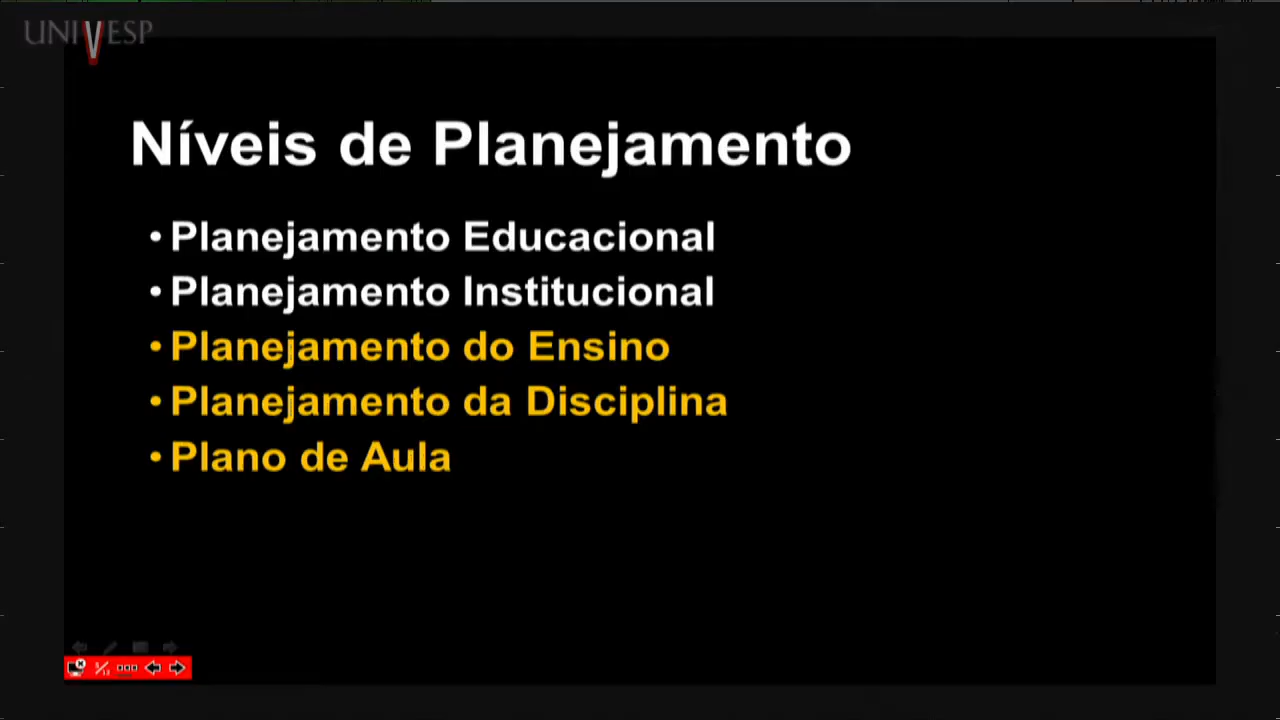 UNIVESP
Níveis de Planejamento
• Planejamento Educacional
• Planejamento Institucional
• Planejamento do Ensino
• Planejamento da Disciplina
• Plano de Aula